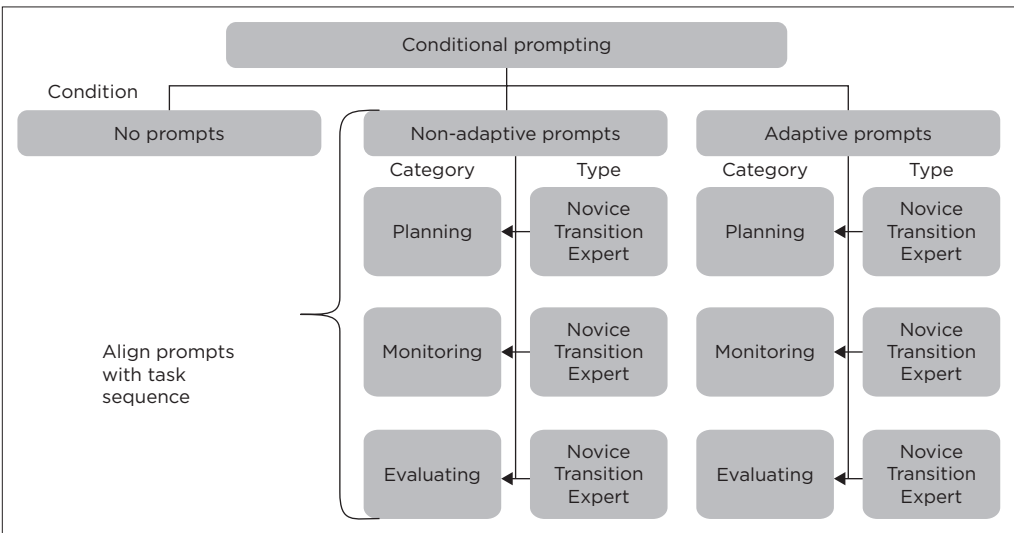 Conditional prompting
Condition
No prompts
Non-adaptive prompts
Adaptive prompts
Category
Type
Category
Type
Planning
Novice
Transition
Expert
Planning
Novice
Transition
Expert
Align prompts
with task
sequence
Monitoring
Novice
Transition
Expert
Monitoring
Novice
Transition
Expert
Evaluating
Novice
Transition
Expert
Evaluating
Novice
Transition
Expert